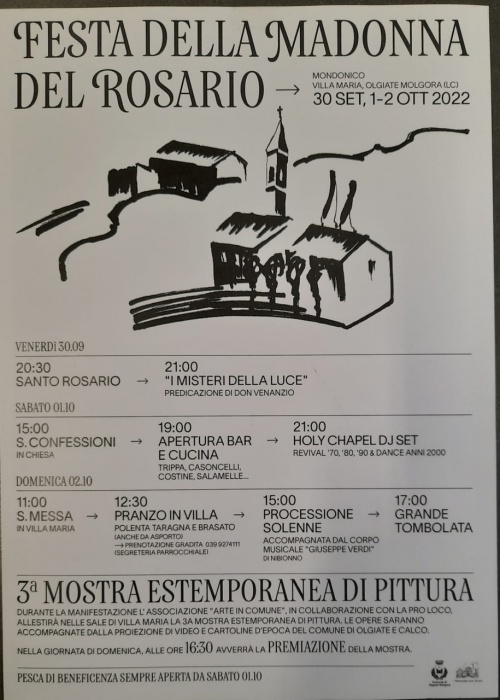 FESTA DELLA MADONNA
DEL ROSARIO →
MONDONICO
VILLA MARIA, OLGIATE MOLGORA (LC)
30 SET, 1-2 OTT 2022
VENERDÌ 30.09
20:30
SANTO ROSARIO →
21:00
"I MISTERI DELLA LUCE"
PREDICAZIONE DI DON VENANZIO
SABATO 01.10
15:00
S. CONFESSIONI →
IN CHIESA
19:00
APERTURA BAR →
E CUCINA
TRIPPA, CASONCELLI,
COSTINE, SALAMELLE...
21:00
HOLY CHAPEL DJ SET
REVIVAL '70, '80, '90 & DANCE ANNI 2000
DOMENICA 02.10
11:00
S. MESSA →
IN VILLA MARIA
12:30
PRANZO IN VILLA →
POLENTA TARAGNA E BRASATO
(ANCHE DA ASPORTO)
→ PRENOTAZIONE GRADITA 039 9274111
(SEGRETERIA PARROCCHIALE)
15:00
PROCESSIONE →
SOLENNE
ACCOMPAGNATA DAL CORPO
MUSICALE "GIUSEPPE VERDI"
DI NIBIONNO
17:00
GRANDE
TOMBOLATA
3ª MOSTRA ESTEMPORANEA DI PITTURA
DURANTE LA MANIFESTAZIONE L' ASSOCIAZIONE "ARTE IN COMUNE", IN COLLABORAZIONE CON LA PRO LOCO,
ALLESTIRÀ NELLE SALE DI VILLA MARIA LA 3A MOSTRA ESTEMPORANEA DI PITTURA. LE OPERE SARANNO
ACCOMPAGNATE DALLA PROIEZIONE DI VIDEO E CARTOLINE D'EPOCA DEL COMUNE DI OLGIATE E CALCO.
NELLA GIORNATA DI DOMENICA, ALLE ORE 16:30 AVVERRÀ LA PREMIAZIONE DELLA MOSTRA.
PESCA DI BENEFICENZA SEMPRE APERTA DA SABATO 01.10